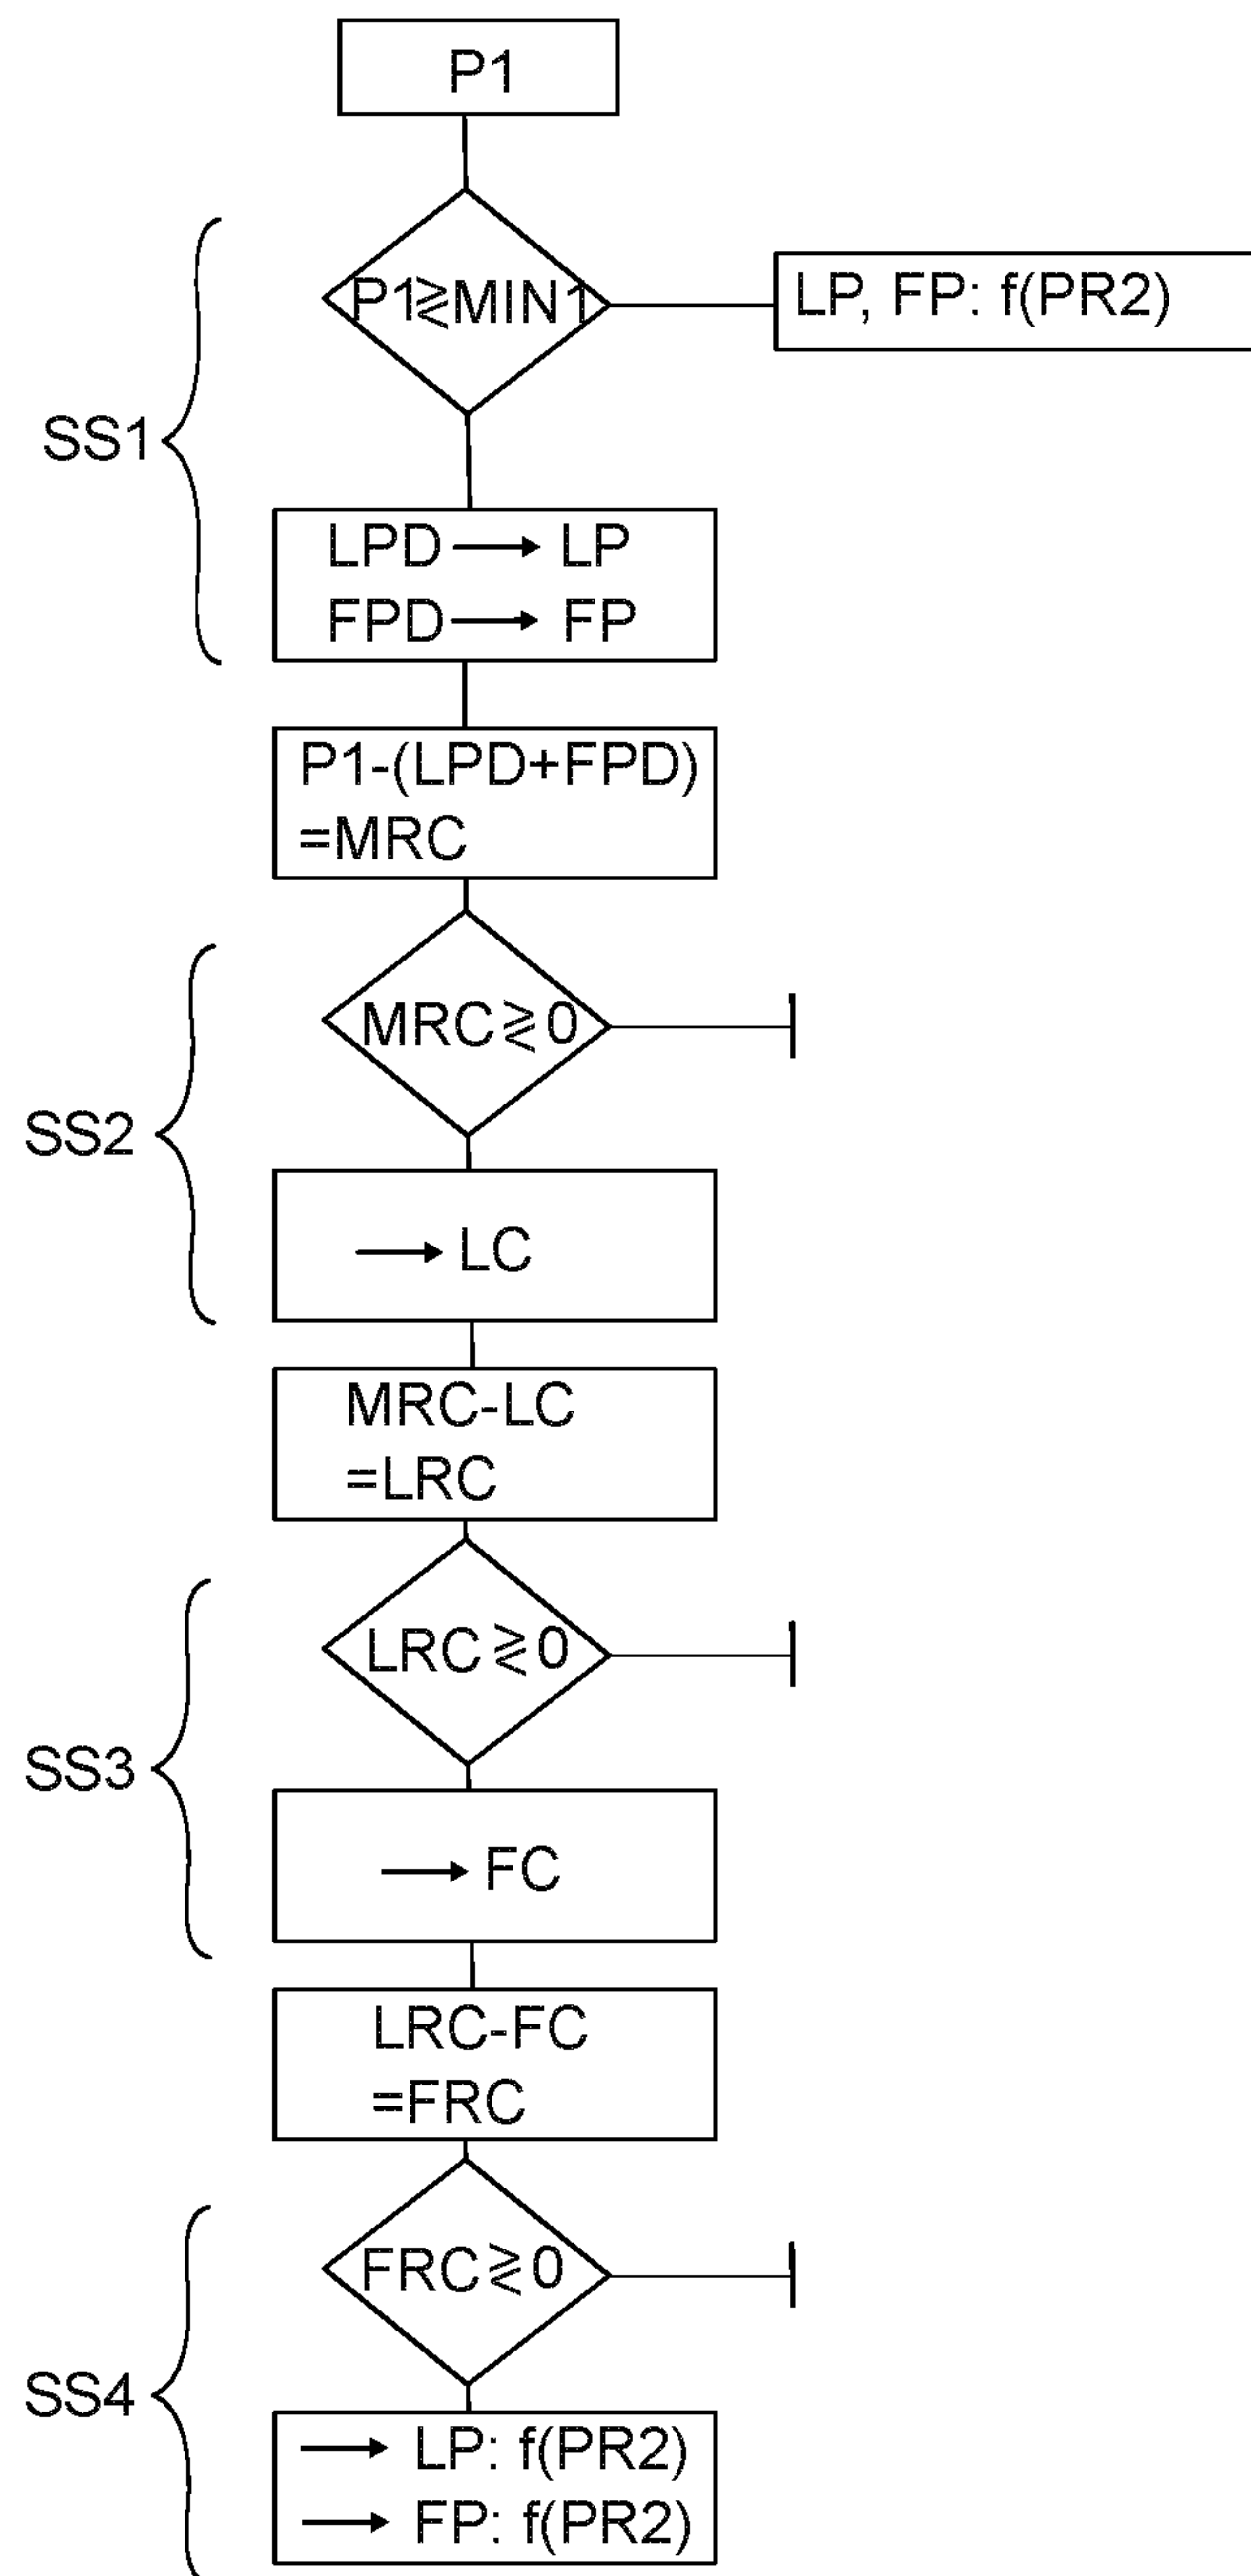 P1
P1⪌MIN1
LP, FP: f(PR2)
SS1
LPD → LP
FPD → FP
P1-(LPD+FPD)
=MRC
MRC⪌0
SS2
→ LC
MRC-LC
=LRC
LRC⪌0
SS3
→ FC
LRC-FC
=FRC
FRC⪌0
SS4
→ LP: f(PR2)
→ FP: f(PR2)